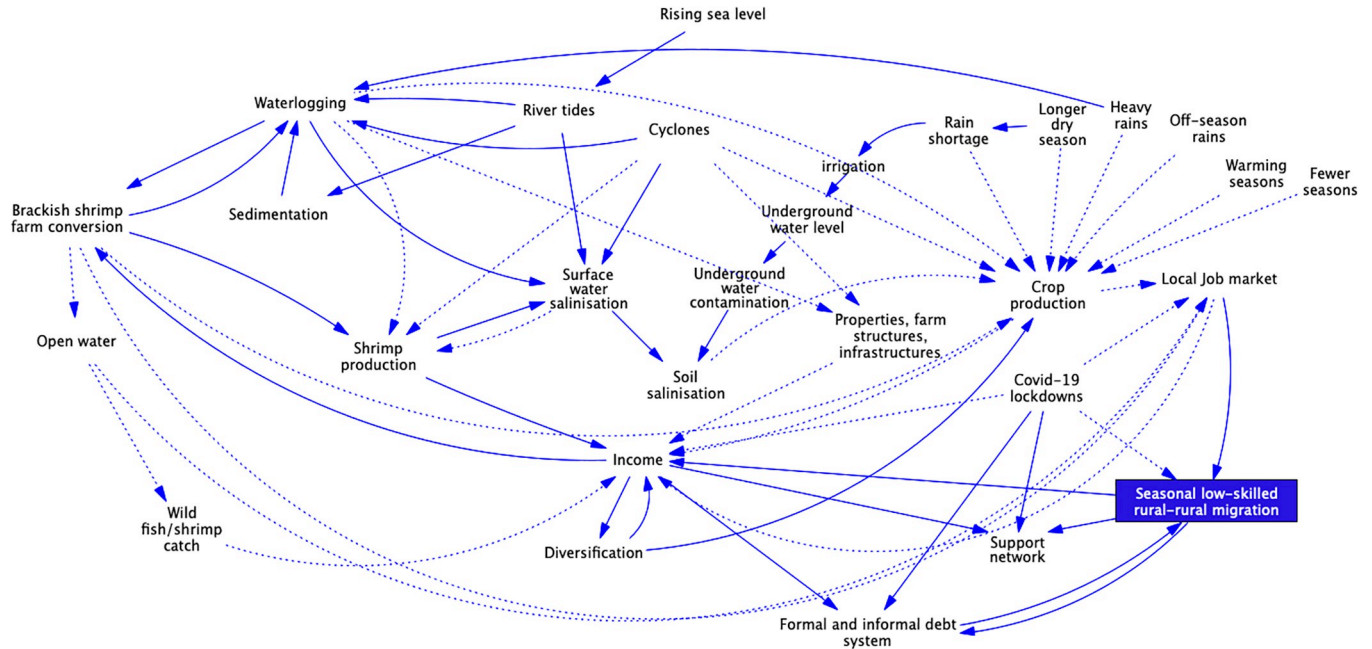 Rising sea level
Waterlogging
River tides
Cyclones
Rain
shortage
Longer
dry
season
Heavy
rains
Off-season
rains
Warming
seasons
Fewer
seasons
irrigation
Brackish shrimp
farm conversion
Sedimentation
Underground
water level
Surface
water
salinisation
Underground
water
contamination
Crop
production
Local Job market
Open water
Shrimp
production
Properties, farm
structures,
infrastructures
Soil
salinisation
Covid-19
lockdowns
Income
Seasonal low-skilled
rural-rural migration
Wild
fish/shrimp
catch
Diversification
Support
network
Formal and informal debt
system